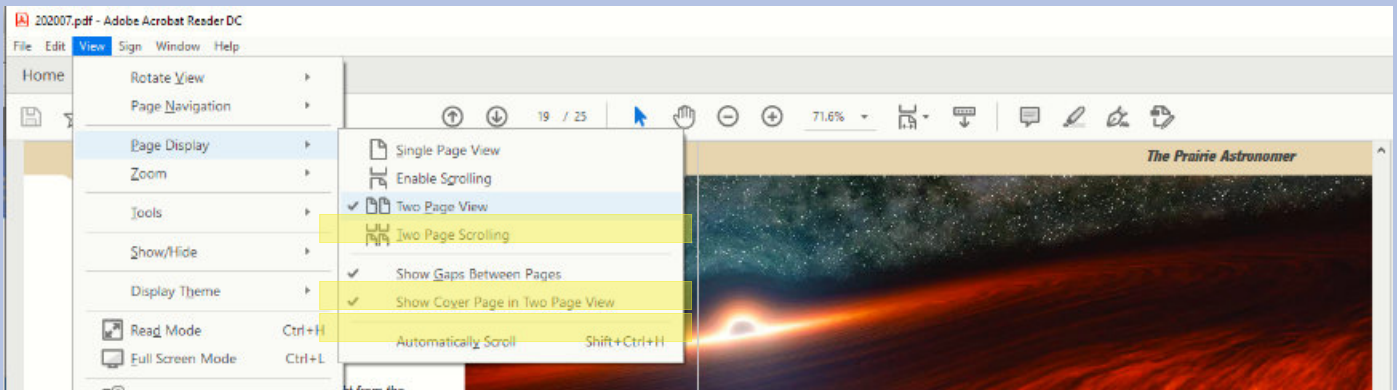 202007.pdf - Adobe Acrobat Reader DC
File Edit View Sign Window Help
Home
Rotate View
Page Navigation
19 / 25
71.6%
Page Display
Single Page View
The Prairie Astronomer
Zoom
Enable Scrolling
Tools
Two Page View
Two Page Scrolling
Show/Hide
Show Gaps Between Pages
Display Theme
Show Cover Page in Two Page View
Read Mode Ctrl+H
Automatically Scroll Shift+Ctrl+H
Full Screen Mode Ctrl+L
from the